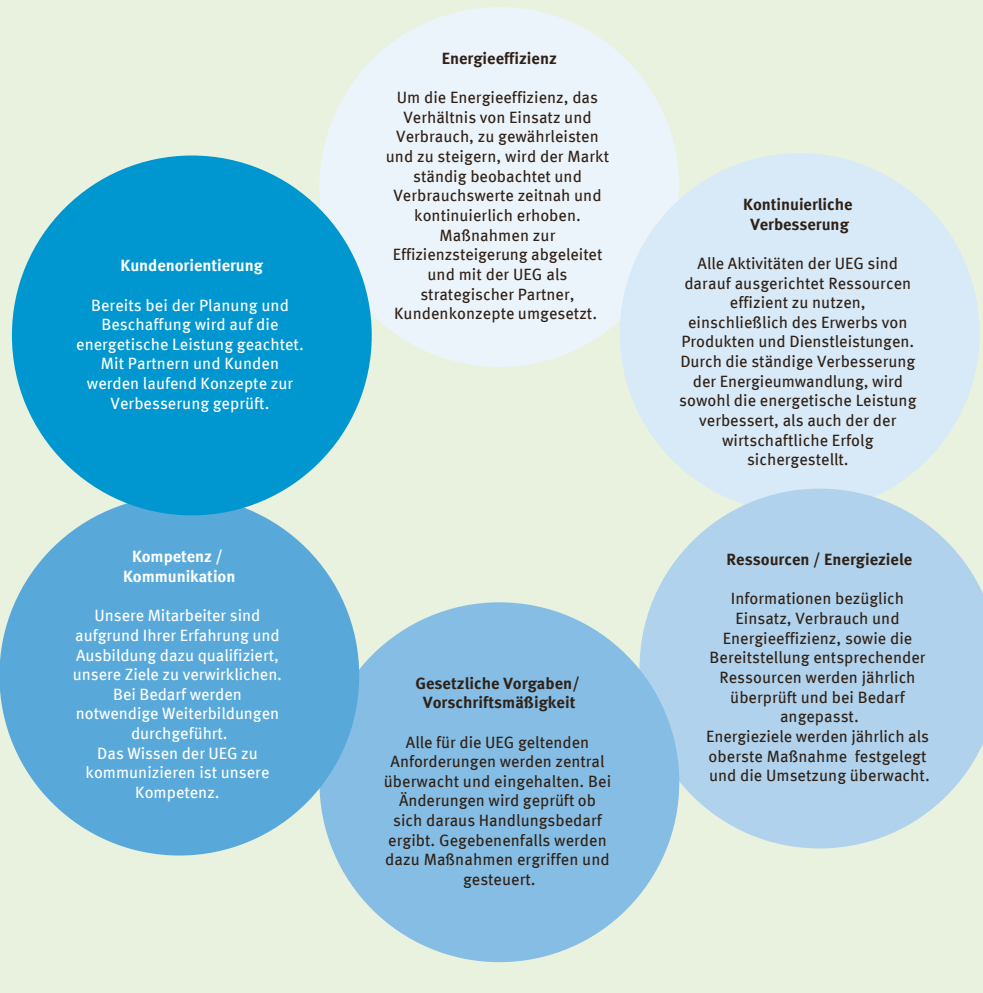 Energieeffizienz
Um die Energieeffizienz, das
Verhältnis von Einsatz und
Verbrauch, zu gewährleisten
und zu steigern, wird der Markt
ständig beobachtet und
Verbrauchswerte zeitnah und
kontinuierlich erhoben.
Maßnahmen zur
Effizienzsteigerung abgeleitet
und mit der UEG als
strategischer Partner,
Kundenkonzepte umgesetzt.
Kontinuierliche
Verbesserung
Alle Aktivitäten der UEG sind
darauf ausgerichtet Ressourcen
effizient zu nutzen,
einschließlich des Erwerbs von
Produkten und Dienstleistungen.
Durch die ständige Verbesserung
der Energieumwandlung, wird
sowohl die energetische Leistung
verbessert, als auch der der
wirtschaftliche Erfolg
sichergestellt.
Ressourcen / Energieziele
Informationen bezüglich
Einsatz, Verbrauch und
Energieeffizienz, sowie die
Bereitstellung entsprechender
Ressourcen werden jährlich
überprüft und bei Bedarf
angepasst.
Energieziele werden jährlich als
oberste Maßnahme festgelegt
und die Umsetzung überwacht.
Gesetzliche Vorgaben/
Vorschriftsmäßigkeit
Alle für die UEG geltenden
Anforderungen werden zentral
überwacht und eingehalten. Bei
Änderungen wird geprüft ob
sich daraus Handlungsbedarf
ergibt. Gegebenenfalls werden
dazu Maßnahmen ergriffen und
gesteuert.
Kompetenz /
Kommunikation
Unsere Mitarbeiter sind
aufgrund Ihrer Erfahrung und
Ausbildung dazu qualifiziert,
unsere Ziele zu verwirklichen.
Bei Bedarf werden
notwendige Weiterbildungen
durchgeführt.
Das Wissen der UEG zu
kommunizieren ist unsere
Kompetenz.
Kundenorientierung
Bereits bei der Planung und
Beschaffung wird auf die
energetische Leistung geachtet.
Mit Partnern und Kunden
werden laufend Konzepte zur
Verbesserung geprüft.